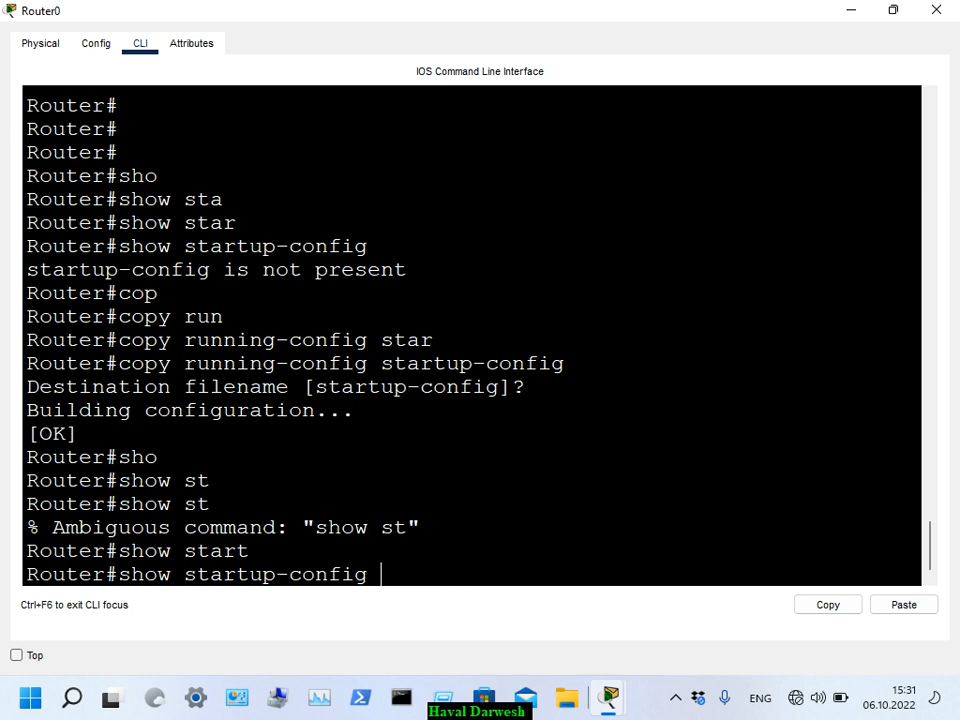 Router0
Physical Config CLI Attributes
IOS Command Line Interface
Router#
Router#
Router#
Router#sho
Router#show sta
Router#show star
Router#show startup-config
startup-config is not present
Router#cop
Router#copy run
Router#copy running-config star
Router#copy running-config startup-config
Destination filename [startup-config]?
Building configuration...
[OK]
Router#sho
Router#show st
Router#show st
% Ambiguous command: "show st"
Router#show start
Router#show startup-config
Ctrl+F6 to exit CLI focus
Copy Paste
Top
ENG
15:31
06.10.2022
Haval Darwesh